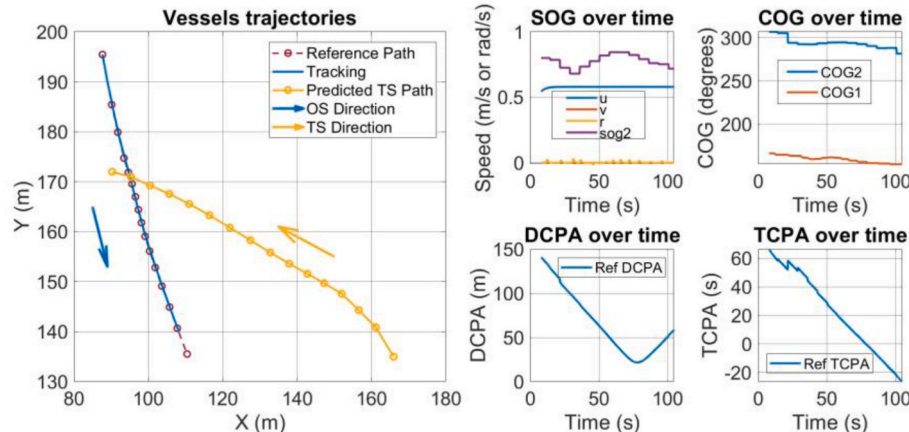 Vessels trajectories
200
190
180
170
160
150
140
130
Y (m)
80
100
120
140
160
180
X (m)
Reference Path
Tracking
Predicted TS Path
OS Direction
TS Direction
SOG over time
1
0.5
0
Speed (m/s or rad/s)
u
v
r
sog2
0
50
100
Time (s)
COG over time
300
250
200
COG (degrees)
COG2
COG1
0
50
100
Time (s)
DCPA over time
150
100
50
0
DCPA (m)
Ref DCPA
0
50
100
Time (s)
TCPA over time
60
40
20
0
-20
TCPA (s)
Ref TCPA
0
50
100
Time (s)